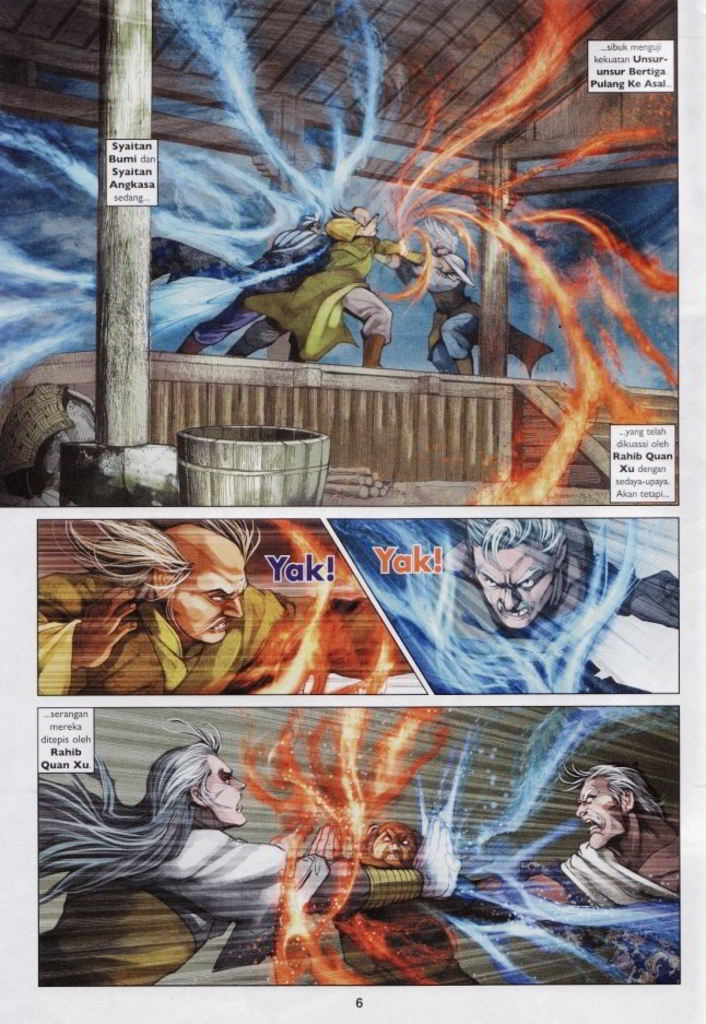 Syaitan
Bumi dan
Syaitan
Angkasa
sedang...
...sibuk menguji
kekuatan Unsur-
unsur Bertiga
Pulang Ke Asal...
...yang telah
dikuasai oleh
Rahib Quan
Xu dengan
sedaya-upaya.
Akan tetapi...
Yak!
Yak!
...serangan
mereka
ditepis oleh
Rahib
Quan Xu.
6